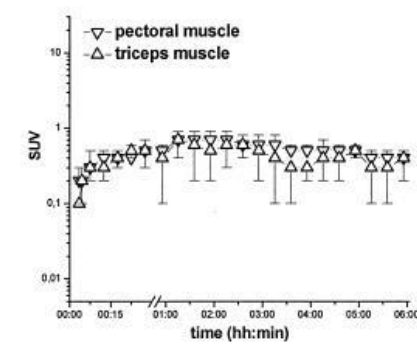 pectoral muscle
triceps muscle
10
1
0,1
0,01
SUV
00:00 00:15 01:00 02:00 03:00 04:00 05:00 06:00
time (hh:min)